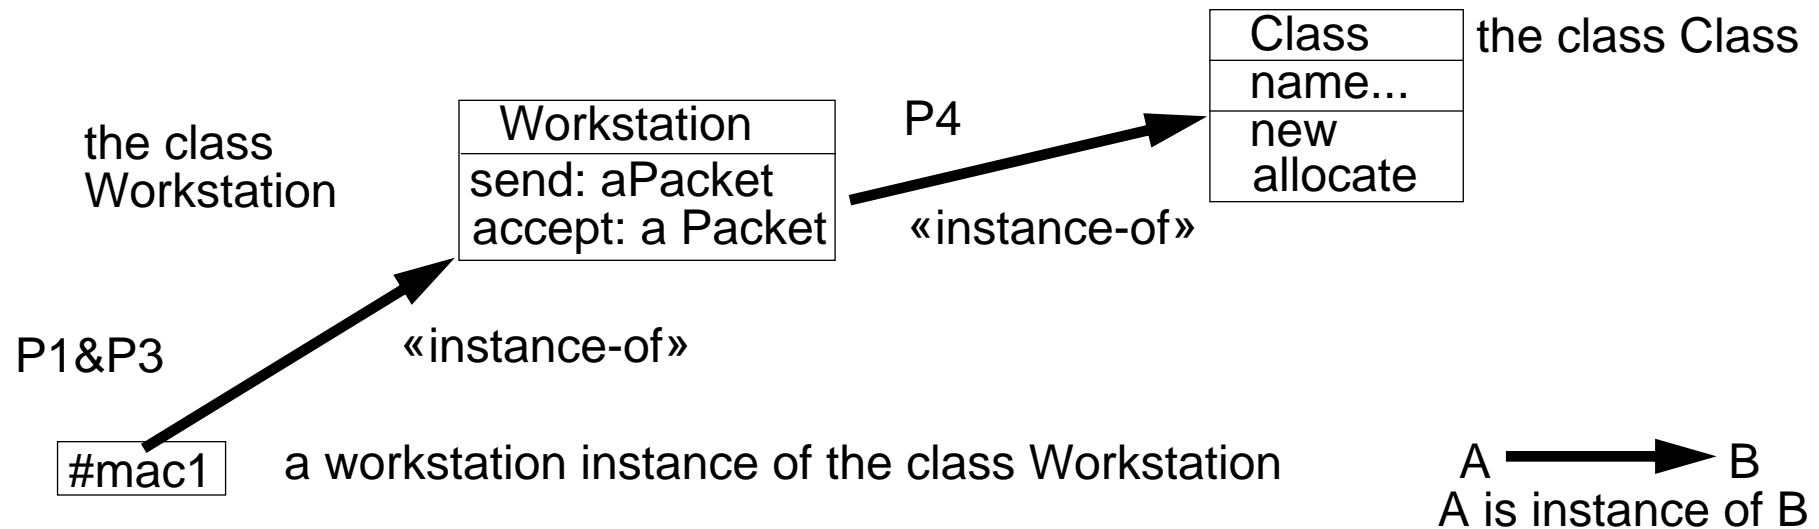 Class
the class Class
name...
new
allocate
P4
Workstation
send: aPacket
accept: a Packet
the class
Workstation
«instance-of»
«instance-of»
P1&P3
#mac1
a workstation instance of the class Workstation
A B
A is instance of B